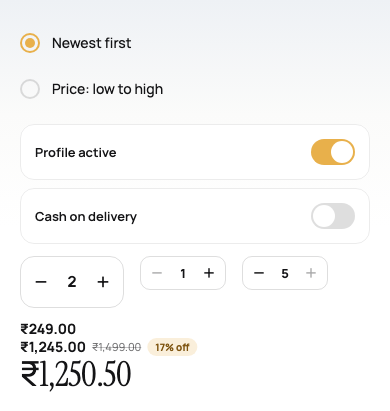 Newest first
Price: low to high
Profile active
Cash on delivery
− 2 + − 1 + − 5 +
₹249.00
₹1,245.00 ₹1,499.00 17% off
₹1,250.50